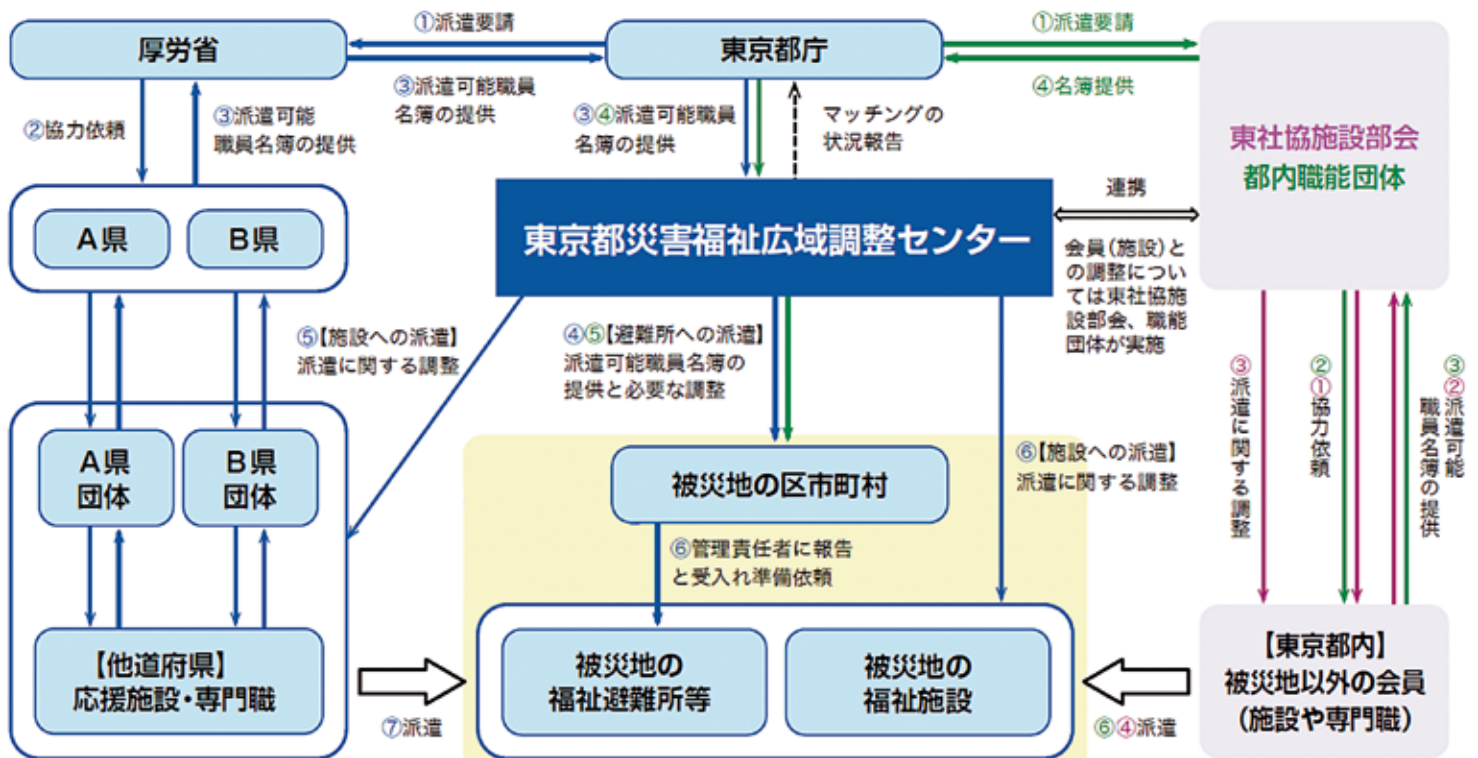 ①派遣要請
①派遣要請
厚労省
東京都庁
③派遣可能職員
名簿の提供
④名簿提供
②協力依頼
③派遣可能
職員名簿の提供
③④派遣可能職員
名簿の提供
マッチングの
状況報告
東社協施設部会
都内職能団体
A県
B県
東京都災害福祉広域調整センター
連携
会員(施設)と
の調整につい
ては東社協施
設部会、職能
団体が実施
⑤【施設への派遣】
派遣に関する調整
④⑤【避難所への派遣】
派遣可能職員名簿の
提供と必要な調整
⑥【施設への派遣】
派遣に関する調整
③派遣に関する調整
②①協力依頼
③②派遣可能
職員名簿の提供
A県
団体
B県
団体
被災地の区市町村
⑥管理責任者に報告
と受入れ準備依頼
【他道府県】
応援施設・専門職
⑦派遣
被災地の
福祉避難所等
被災地の
福祉施設
⑥④派遣
【東京都内】
被災地以外の会員
(施設や専門職)